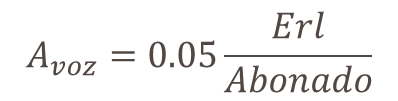 A_voz = 0.05 Erl/Abonado